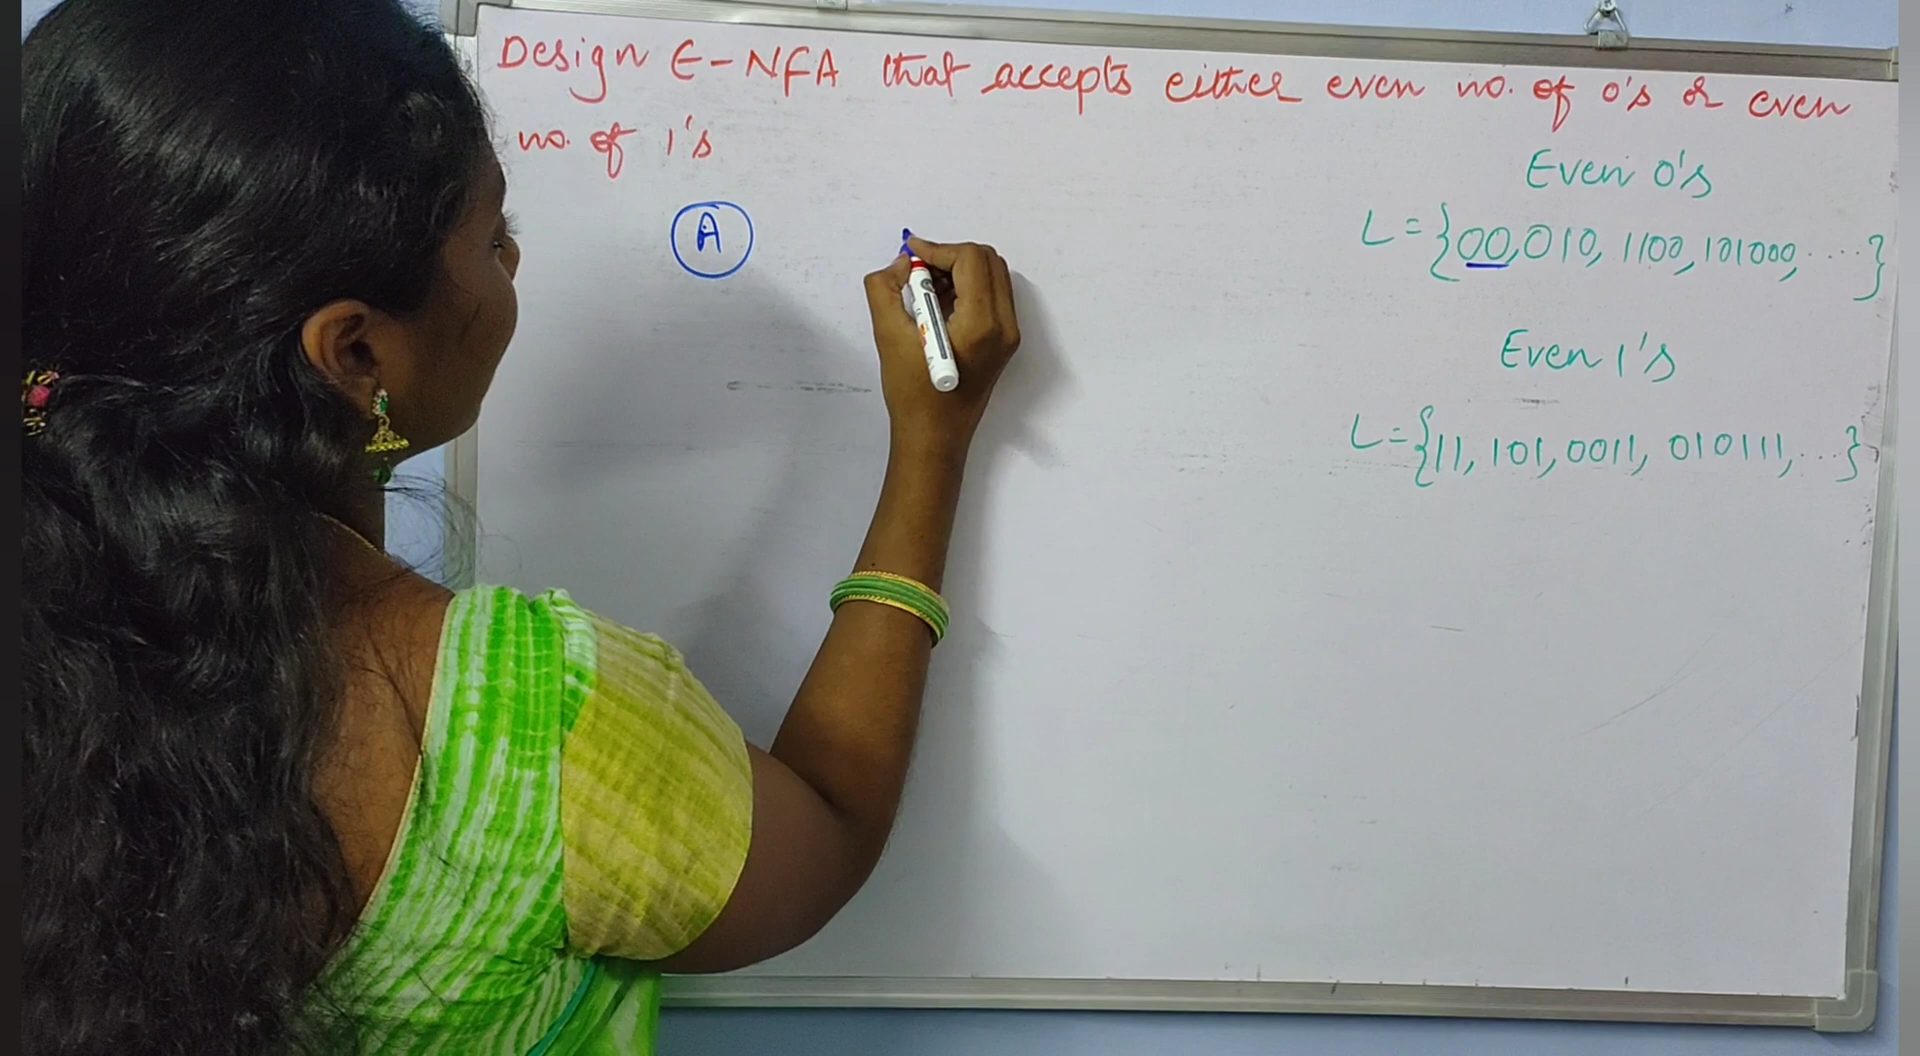 Design ε-NFA that accepts either even no. of 0's or even
no. of 1's
Even 0's
L={00,010,1100,101000,....}
A
Even 1's
L={11,101,0011,010111,...}